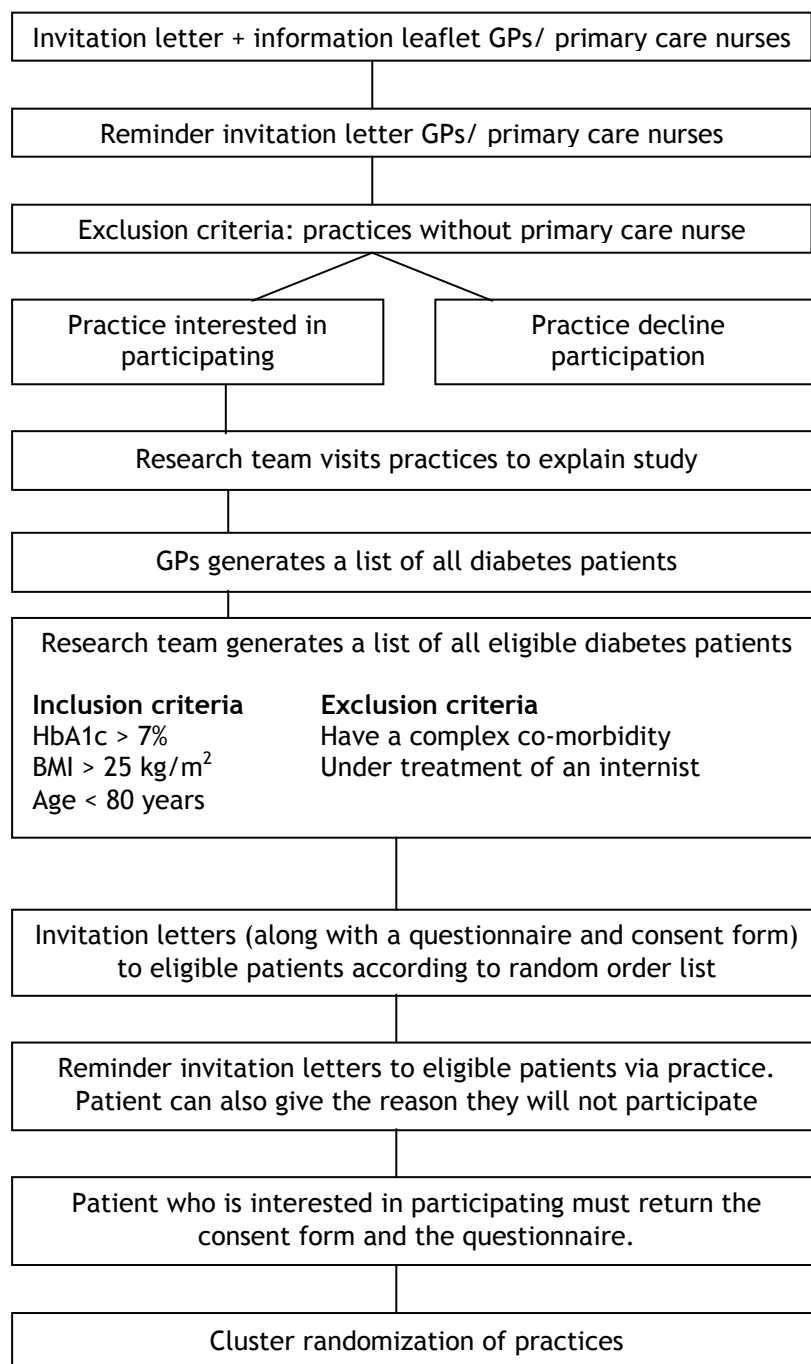 Invitation letter + information leaflet GPs/ primary care nurses
Reminder invitation letter GPs/ primary care nurses
Exclusion criteria: practices without primary care nurse
Practice interested in
participating
Practice decline
participation
Research team visits practices to explain study
GPs generates a list of all diabetes patients
Research team generates a list of all eligible diabetes patients
Inclusion criteria
HbA1c > 7%
BMI > 25 kg/m²
Age < 80 years
Exclusion criteria
Have a complex co-morbidity
Under treatment of an internist
Invitation letters (along with a questionnaire and consent form)
to eligible patients according to random order list
Reminder invitation letters to eligible patients via practice.
Patient can also give the reason they will not participate
Patient who is interested in participating must return the
consent form and the questionnaire.
Cluster randomization of practices